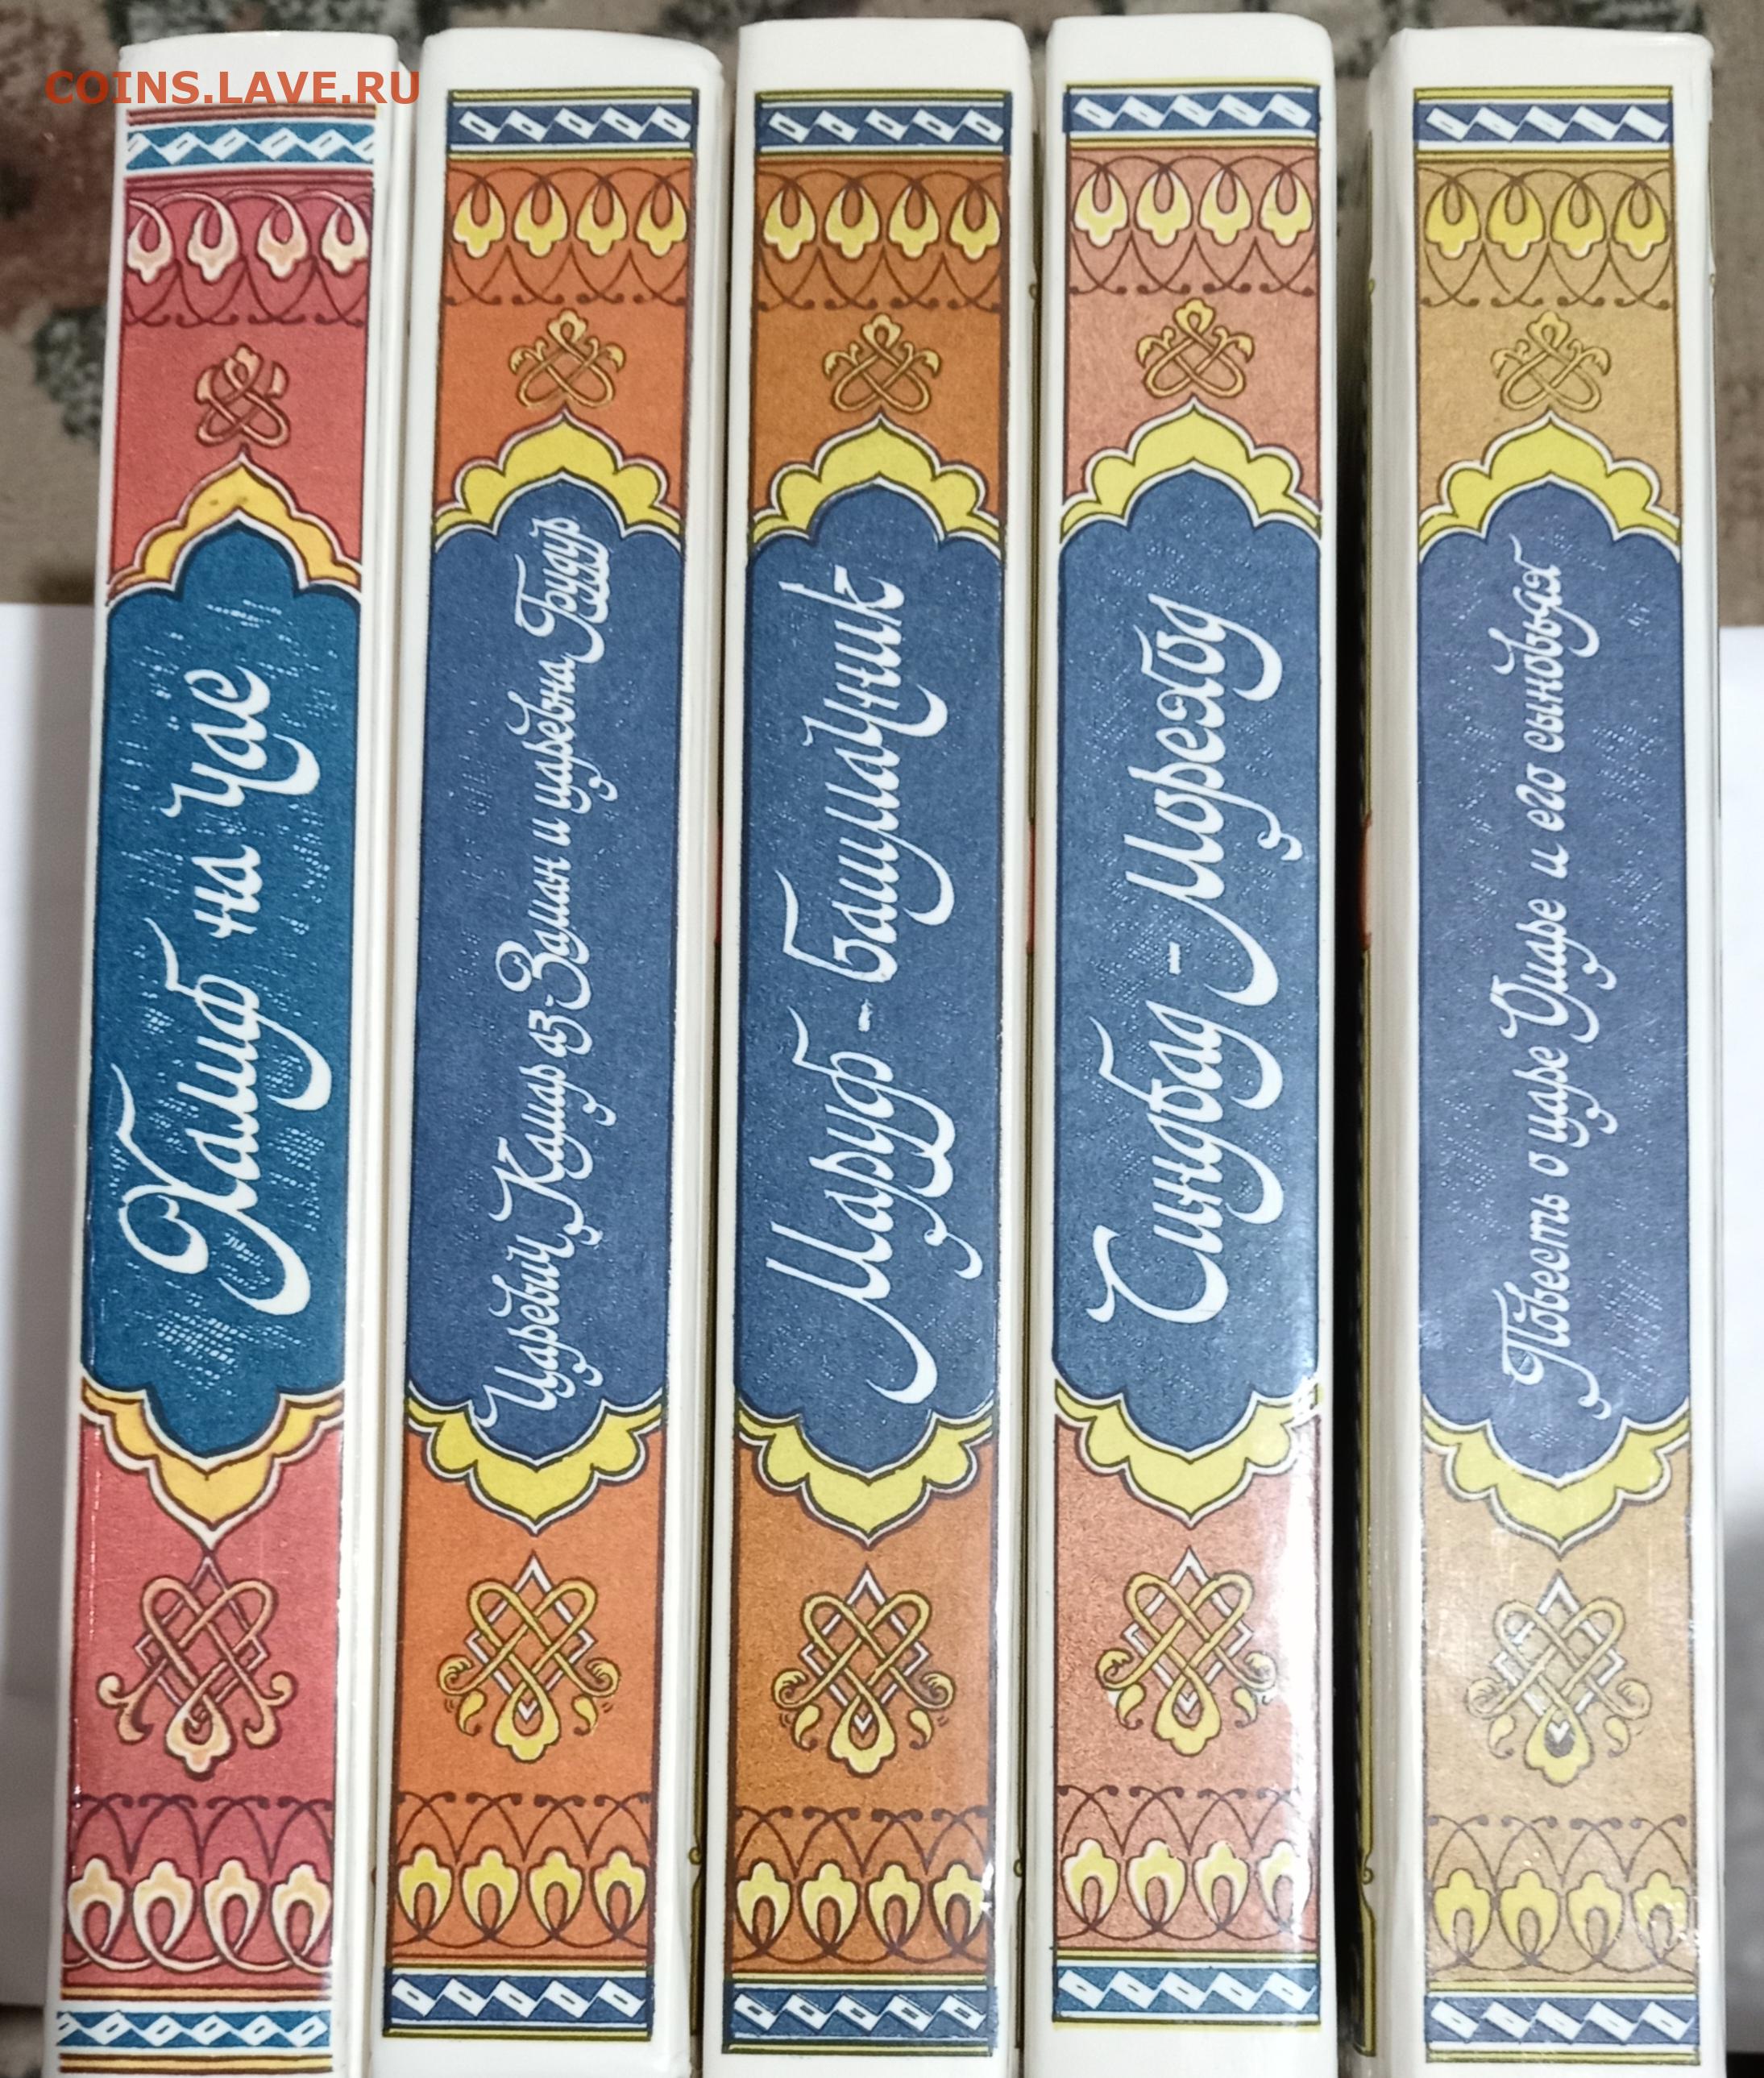 COINS.LAVE.RU
Халиф на час
Царевич Камар аз-Заман и царевна Будур
Маруф - башмачник
Синдбад - Мореход
Повесть о царе Омаре и его сыновьях